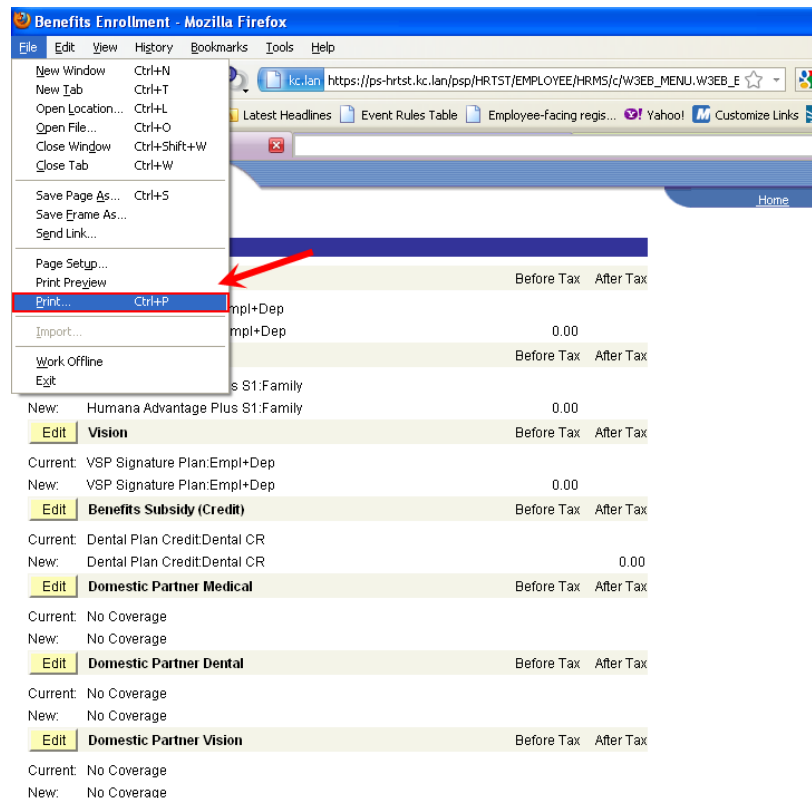 Benefits Enrollment - Mozilla Firefox
File Edit View History Bookmarks Tools Help
New Window Ctrl+N
New Tab Ctrl+T
kc.lan https://ps-hrtst.kc.lan/psp/HRTST/EMPLOYEE/HRMS/c/W3EB_MENU.W3EB_E
Open Location... Ctrl+L
Latest Headlines Event Rules Table Employee-facing regis... Yahoo! Customize Links
Open File... Ctrl+O
Close Window Ctrl+Shift+W
Close Tab Ctrl+W
Save Page As... Ctrl+S
Home
Save Frame As...
Send Link...
Page Setup...
Print Preview
Before Tax After Tax
Print... Ctrl+P
mpl+Dep
Import...
mpl+Dep 0.00
Work Offline
Before Tax After Tax
Exit
s S1:Family
New: Humana Advantage Plus S1:Family 0.00
Edit Vision Before Tax After Tax
Current: VSP Signature Plan:Empl+Dep
New: VSP Signature Plan:Empl+Dep 0.00
Edit Benefits Subsidy (Credit) Before Tax After Tax
Current: Dental Plan Credit:Dental CR
New: Dental Plan Credit:Dental CR 0.00
Edit Domestic Partner Medical Before Tax After Tax
Current: No Coverage
New: No Coverage
Edit Domestic Partner Dental Before Tax After Tax
Current: No Coverage
New: No Coverage
Edit Domestic Partner Vision Before Tax After Tax
Current: No Coverage
New: No Coverage